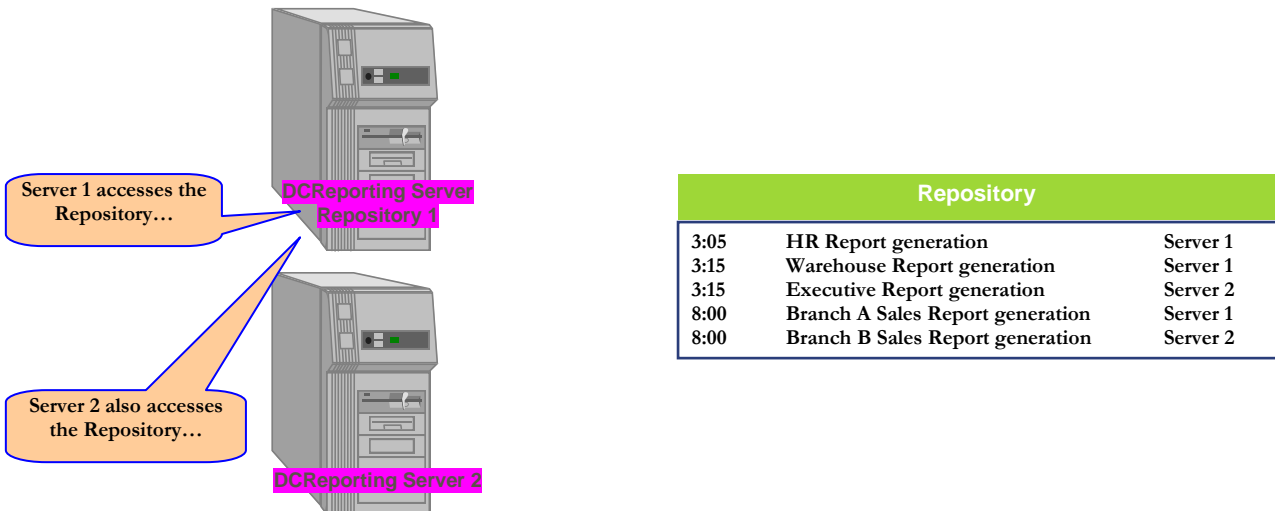 Server 1 accesses the
Repository…
DCReporting Server
Repository 1
Server 2 also accesses
the Repository…
DCReporting Server 2
Repository
3:05 HR Report generation Server 1
3:15 Warehouse Report generation Server 1
3:15 Executive Report generation Server 2
8:00 Branch A Sales Report generation Server 1
8:00 Branch B Sales Report generation Server 2